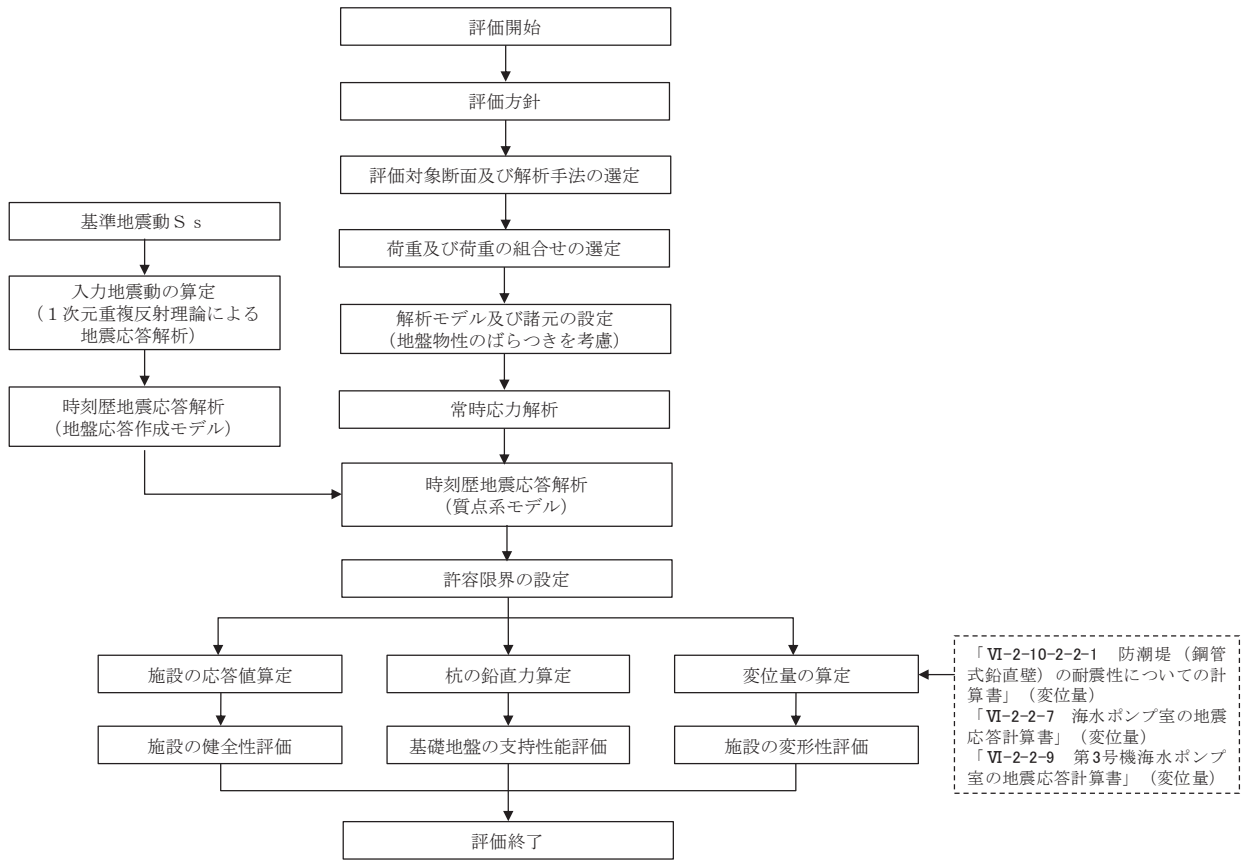 評価開始
評価方針
評価対象断面及び解析手法の選定
基準地震動Ss
荷重及び荷重の組合せの選定
入力地震動の算定
(1次元重複反射理論による
地震応答解析)
解析モデル及び諸元の設定
(地盤物性のばらつきを考慮)
時刻歴地震応答解析
(地盤応答作成モデル)
常時応力解析
時刻歴地震応答解析
(質点系モデル)
許容限界の設定
施設の応答値算定
杭の鉛直力算定
変位量の算定
「Ⅵ-2-10-2-2-1 防潮堤(鋼管
式鉛直壁)の耐震性についての計
算書」(変位量)
「Ⅵ-2-2-7 海水ポンプ室の地震
応答計算書」(変位量)
「Ⅵ-2-2-9 第3号機海水ポンプ
室の地震応答計算書」(変位量)
施設の健全性評価
基礎地盤の支持性能評価
施設の変形性評価
評価終了